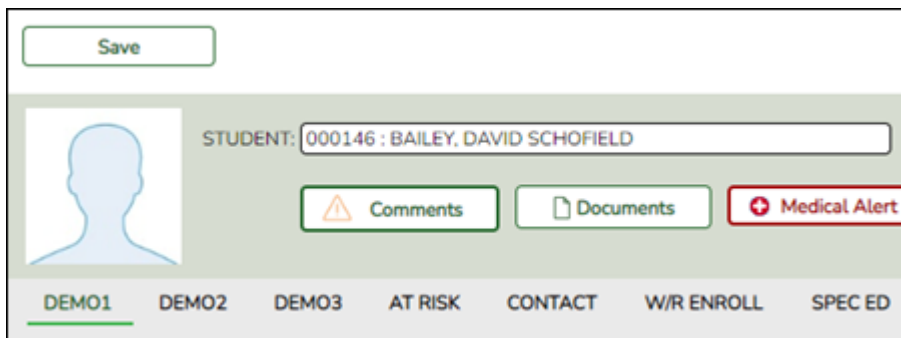 Save
STUDENT: 000146 : BAILEY, DAVID SCHOFIELD
Comments Documents Medical Alert
DEMO1 DEMO2 DEMO3 AT RISK CONTACT W/R ENROLL SPEC ED